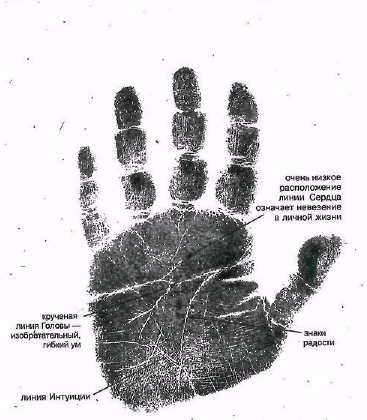 очень низкое
расположение
линии Сердца
означает невезение
в личной жизни
крученая
линия Головы —
изобретательный,
гибкий ум
знаки
радости
линия Интуиции